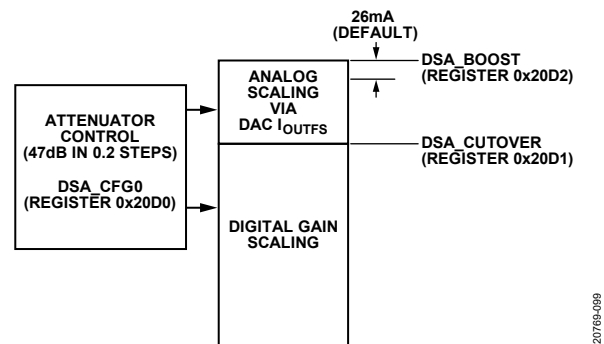 26mA
(DEFAULT)
DSA_BOOST
(REGISTER 0x20D2)
ANALOG
SCALING
VIA
DAC IOUTFS
ATTENUATOR
CONTROL
(47dB IN 0.2 STEPS)
DSA_CUTOVER
(REGISTER 0x20D1)
DSA_CFG0
(REGISTER 0x20D0)
DIGITAL GAIN
SCALING
20769-099